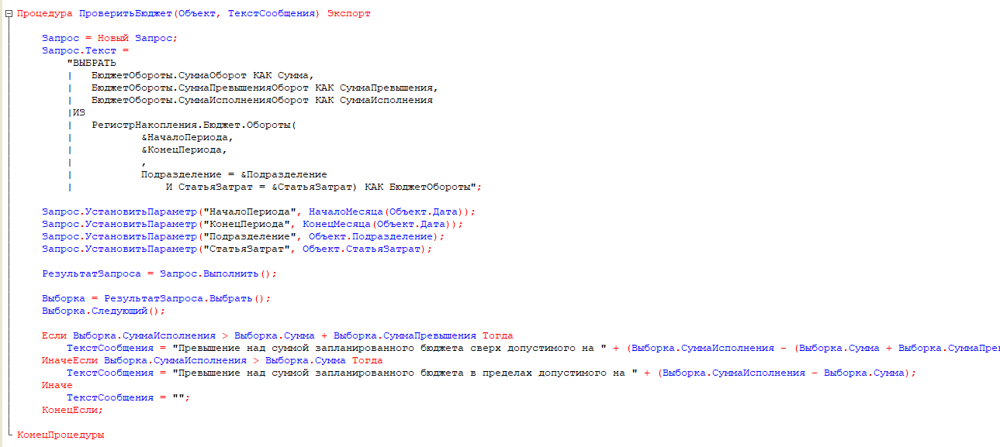 Процедура ПроверитьБюджет(Объект, ТекстСообщения) Экспорт
Запрос = Новый Запрос;
Запрос.Текст =
"ВЫБРАТЬ
| БюджетОбороты.СуммаОборот КАК Сумма,
| БюджетОбороты.СуммаПревышенияОборот КАК СуммаПревышения,
| БюджетОбороты.СуммаИсполненияОборот КАК СуммаИсполнения
|ИЗ
| РегистрНакопления.Бюджет.Обороты(
| &НачалоПериода,
| &КонецПериода,
| ,
| Подразделение = &Подразделение
| И СтатьяЗатрат = &СтатьяЗатрат) КАК БюджетОбороты";
Запрос.УстановитьПараметр("НачалоПериода", НачалоМесяца(Объект.Дата));
Запрос.УстановитьПараметр("КонецПериода", КонецМесяца(Объект.Дата));
Запрос.УстановитьПараметр("Подразделение", Объект.Подразделение);
Запрос.УстановитьПараметр("СтатьяЗатрат", Объект.СтатьяЗатрат);
РезультатЗапроса = Запрос.Выполнить();
Выборка = РезультатЗапроса.Выбрать();
Выборка.Следующий();
Если Выборка.СуммаИсполнения > Выборка.Сумма + Выборка.СуммаПревышения Тогда
ТекстСообщения = "Превышение над суммой запланированного бюджета сверх допустимого на " + (Выборка.СуммаИсполнения - (Выборка.Сумма + Выборка.СуммаПре
ИначеЕсли Выборка.СуммаИсполнения > Выборка.Сумма Тогда
ТекстСообщения = "Превышение над суммой запланированного бюджета в пределах допустимого на " + (Выборка.СуммаИсполнения - Выборка.Сумма);
Иначе
ТекстСообщения = "";
КонецЕсли;
КонецПроцедуры